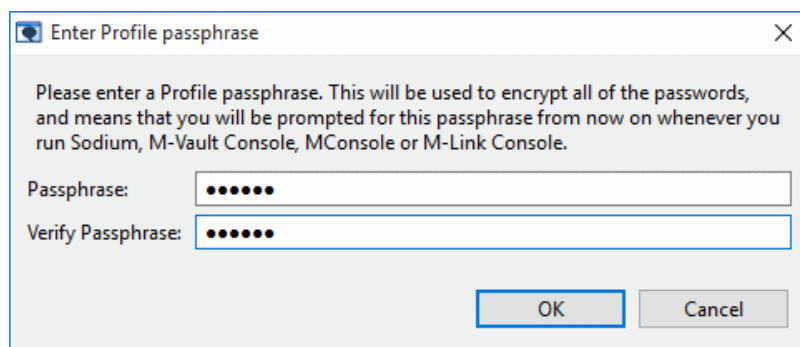 Enter Profile passphrase
Please enter a Profile passphrase. This will be used to encrypt all of the passwords,
and means that you will be prompted for this passphrase from now on whenever you
run Sodium, M-Vault Console, MConsole or M-Link Console.
Passphrase: ●●●●●●
Verify Passphrase: ●●●●●●
OK Cancel